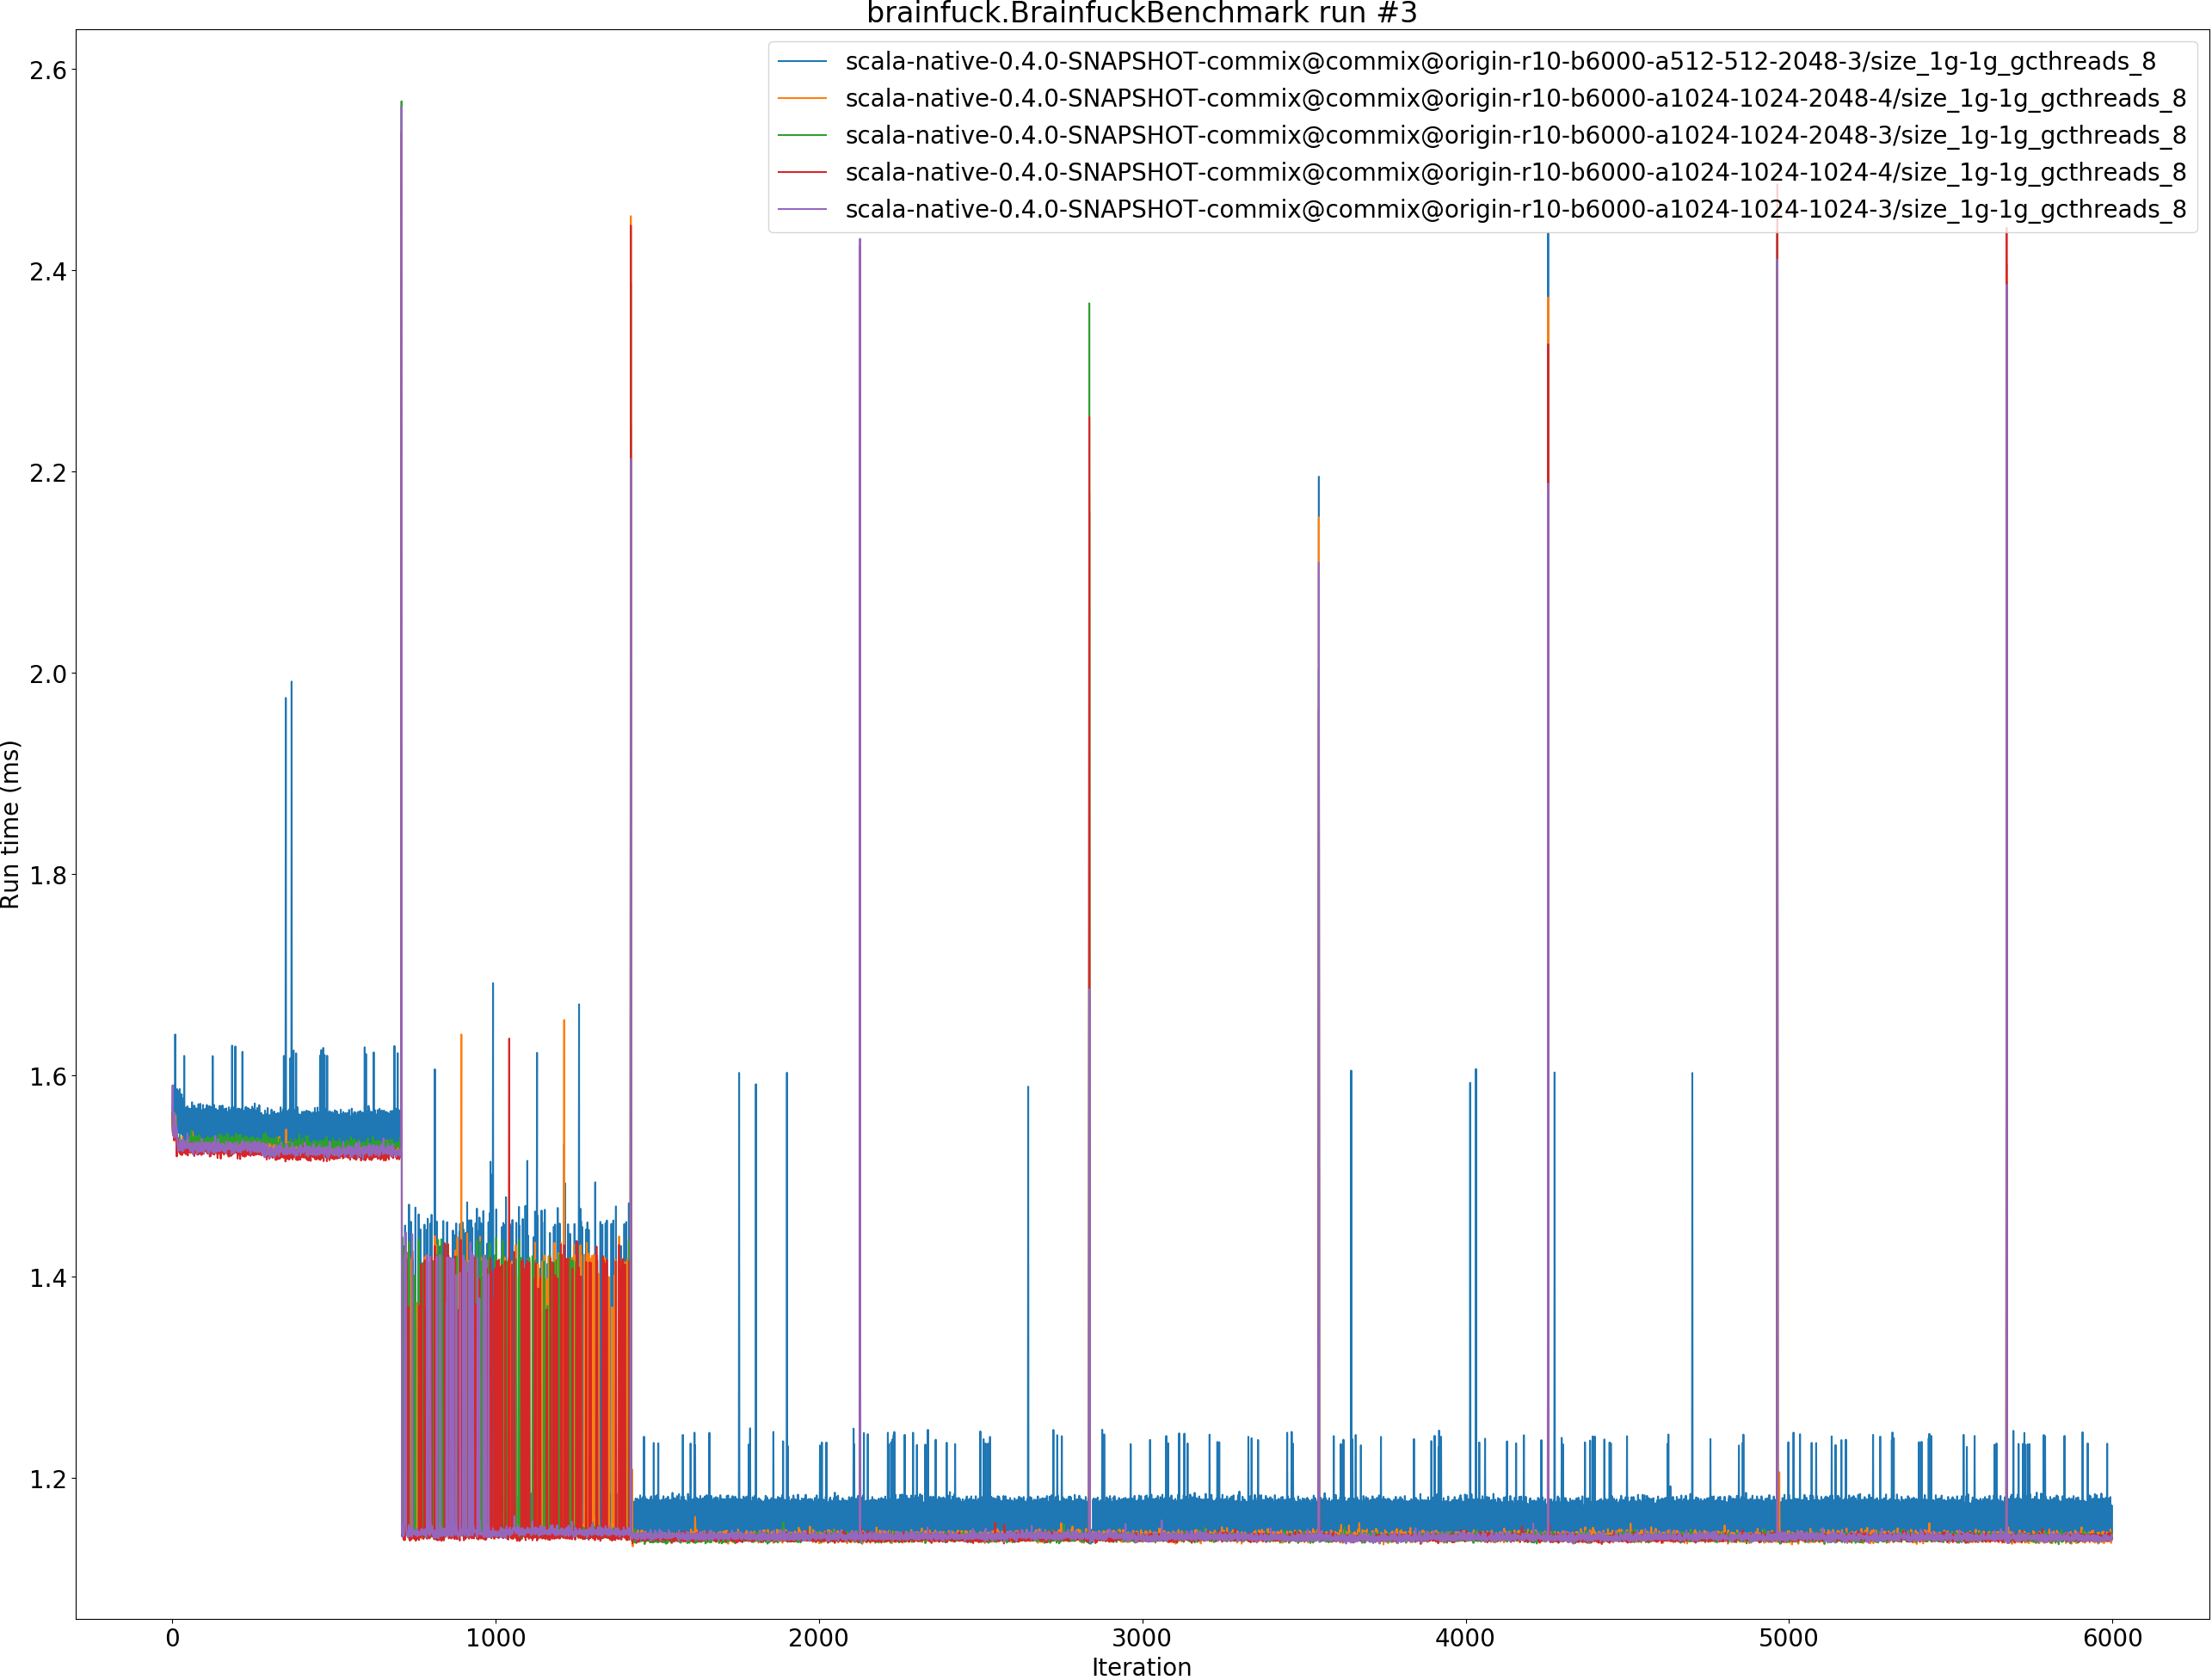 brainfuck.BrainfuckBenchmark run #3
scala-native-0.4.0-SNAPSHOT-commix@commix@origin-r10-b6000-a512-512-2048-3/size_1g-1g_gcthreads_8
scala-native-0.4.0-SNAPSHOT-commix@commix@origin-r10-b6000-a1024-1024-2048-4/size_1g-1g_gcthreads_8
scala-native-0.4.0-SNAPSHOT-commix@commix@origin-r10-b6000-a1024-1024-2048-3/size_1g-1g_gcthreads_8
scala-native-0.4.0-SNAPSHOT-commix@commix@origin-r10-b6000-a1024-1024-1024-4/size_1g-1g_gcthreads_8
scala-native-0.4.0-SNAPSHOT-commix@commix@origin-r10-b6000-a1024-1024-1024-3/size_1g-1g_gcthreads_8
2.6
2.4
2.2
2.0
1.8
1.6
1.4
1.2
Run time (ms)
0 1000 2000 3000 4000 5000 6000
Iteration